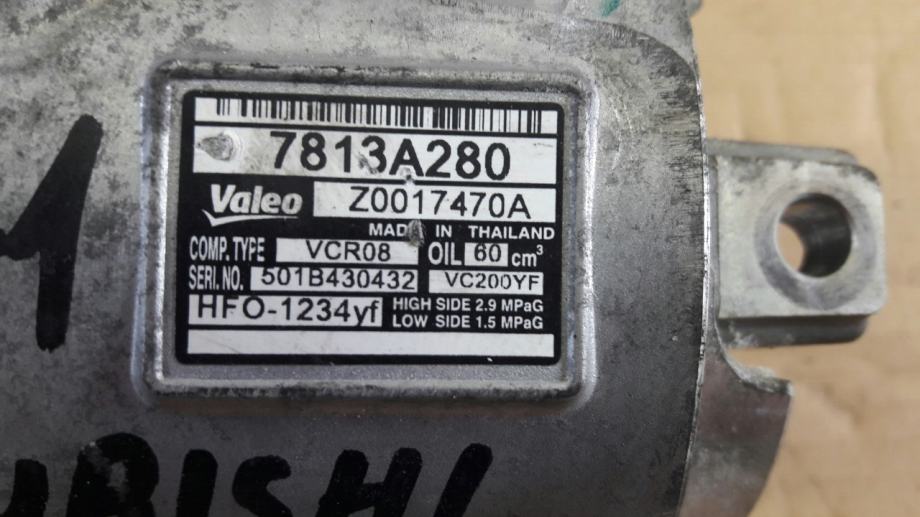 7813A280
Valeo Z0017470A
MADE IN THAILAND
COMP. TYPE VCR08 OIL 60 cm³
SERI. NO. 501B430432 VC200YF
HFO-1234yf HIGH SIDE 2.9 MPaG
LOW SIDE 1.5 MPaG